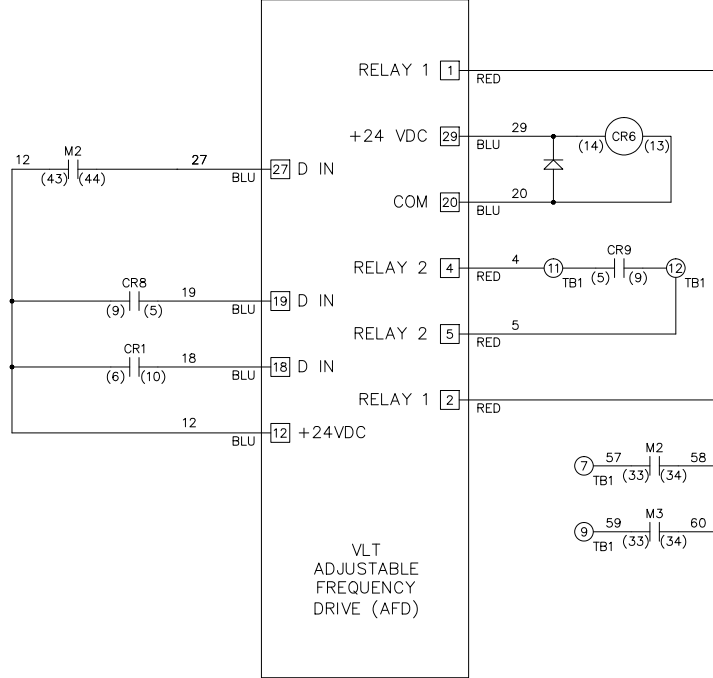 RELAY 1 1
RED
+24 VDC 29 29 CR6
BLU (14) (13)
12 M2 27 27 D IN
(43) (44) BLU
COM 20 20
BLU
RELAY 2 4 4 11 CR9 12
RED TB1 (5) (9) TB1
CR8 19 19 D IN
(9) (5) BLU
RELAY 2 5 5
RED
CR1 18 18 D IN
(6) (10) BLU
RELAY 1 2
RED
12 12 +24VDC
BLU
7 57 M2 58
TB1 (33) (34)
9 59 M3 60
TB1 (33) (34)
VLT
ADJUSTABLE
FREQUENCY
DRIVE (AFD)